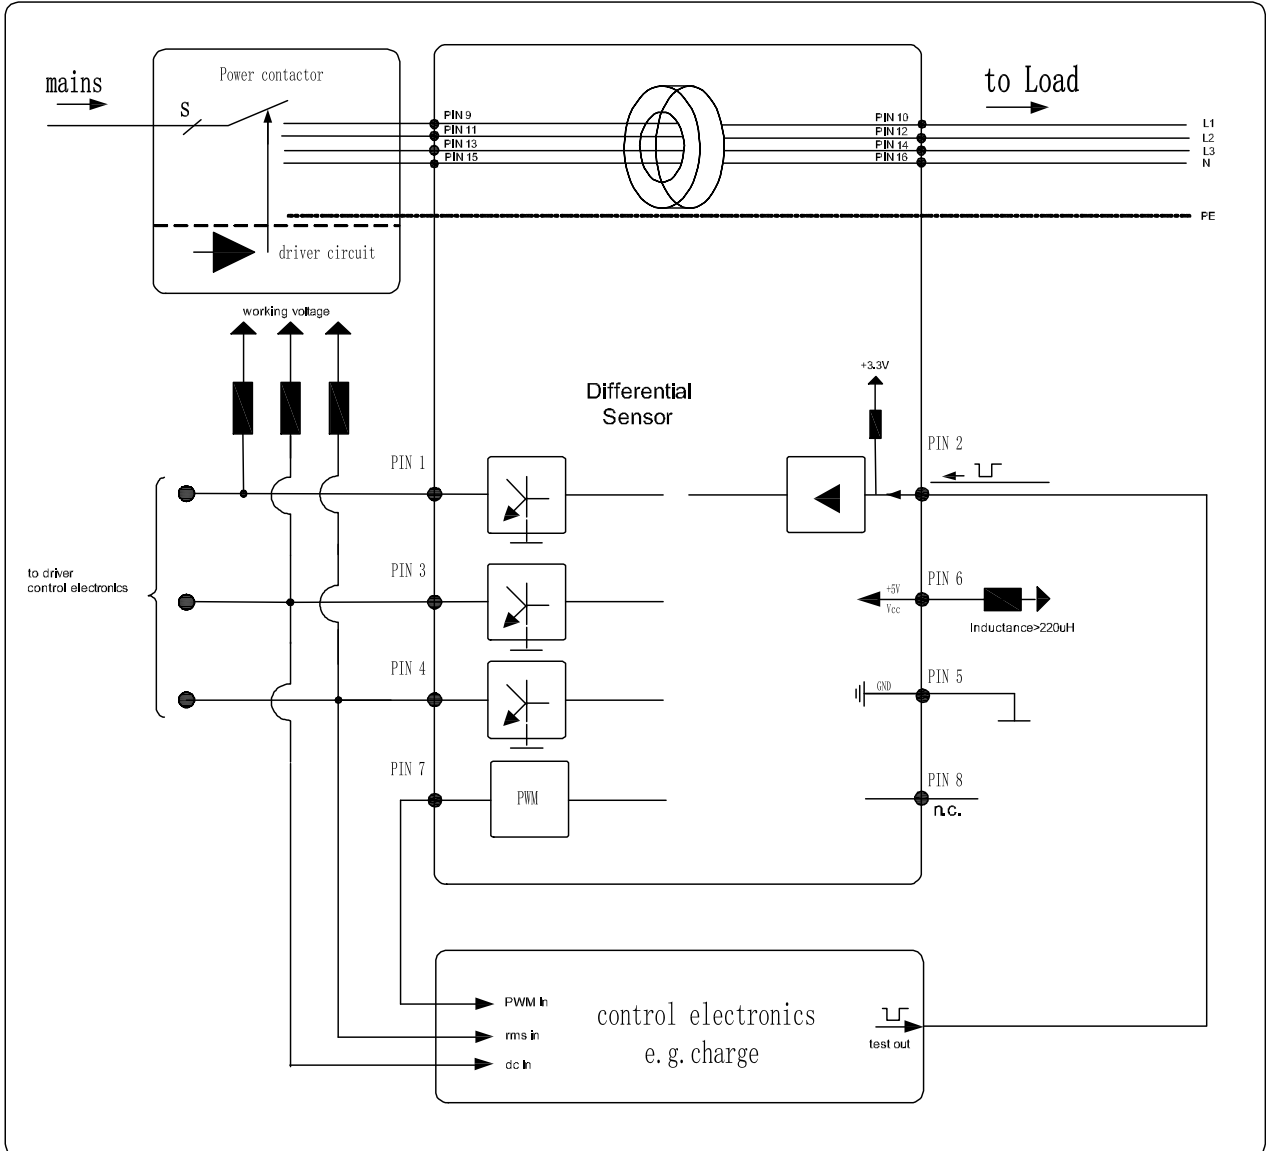 mains
Power contactor
S
to Load
PIN 9
PIN 11
PIN 13
PIN 15
PIN 10
PIN 12
PIN 14
PIN 16
L1
L2
L3
N
PE
driver circuit
working voltage
Differential
Sensor
+3.3V
PIN 1
PIN 2
to driver
control electronics
PIN 3
PIN 6
+5V
Vcc
Inductance>220uH
PIN 4
PIN 5
GND
PIN 7
PWM
PIN 8
n.c.
PWM in
rms in
dc in
control electronics
e.g.charge
test out